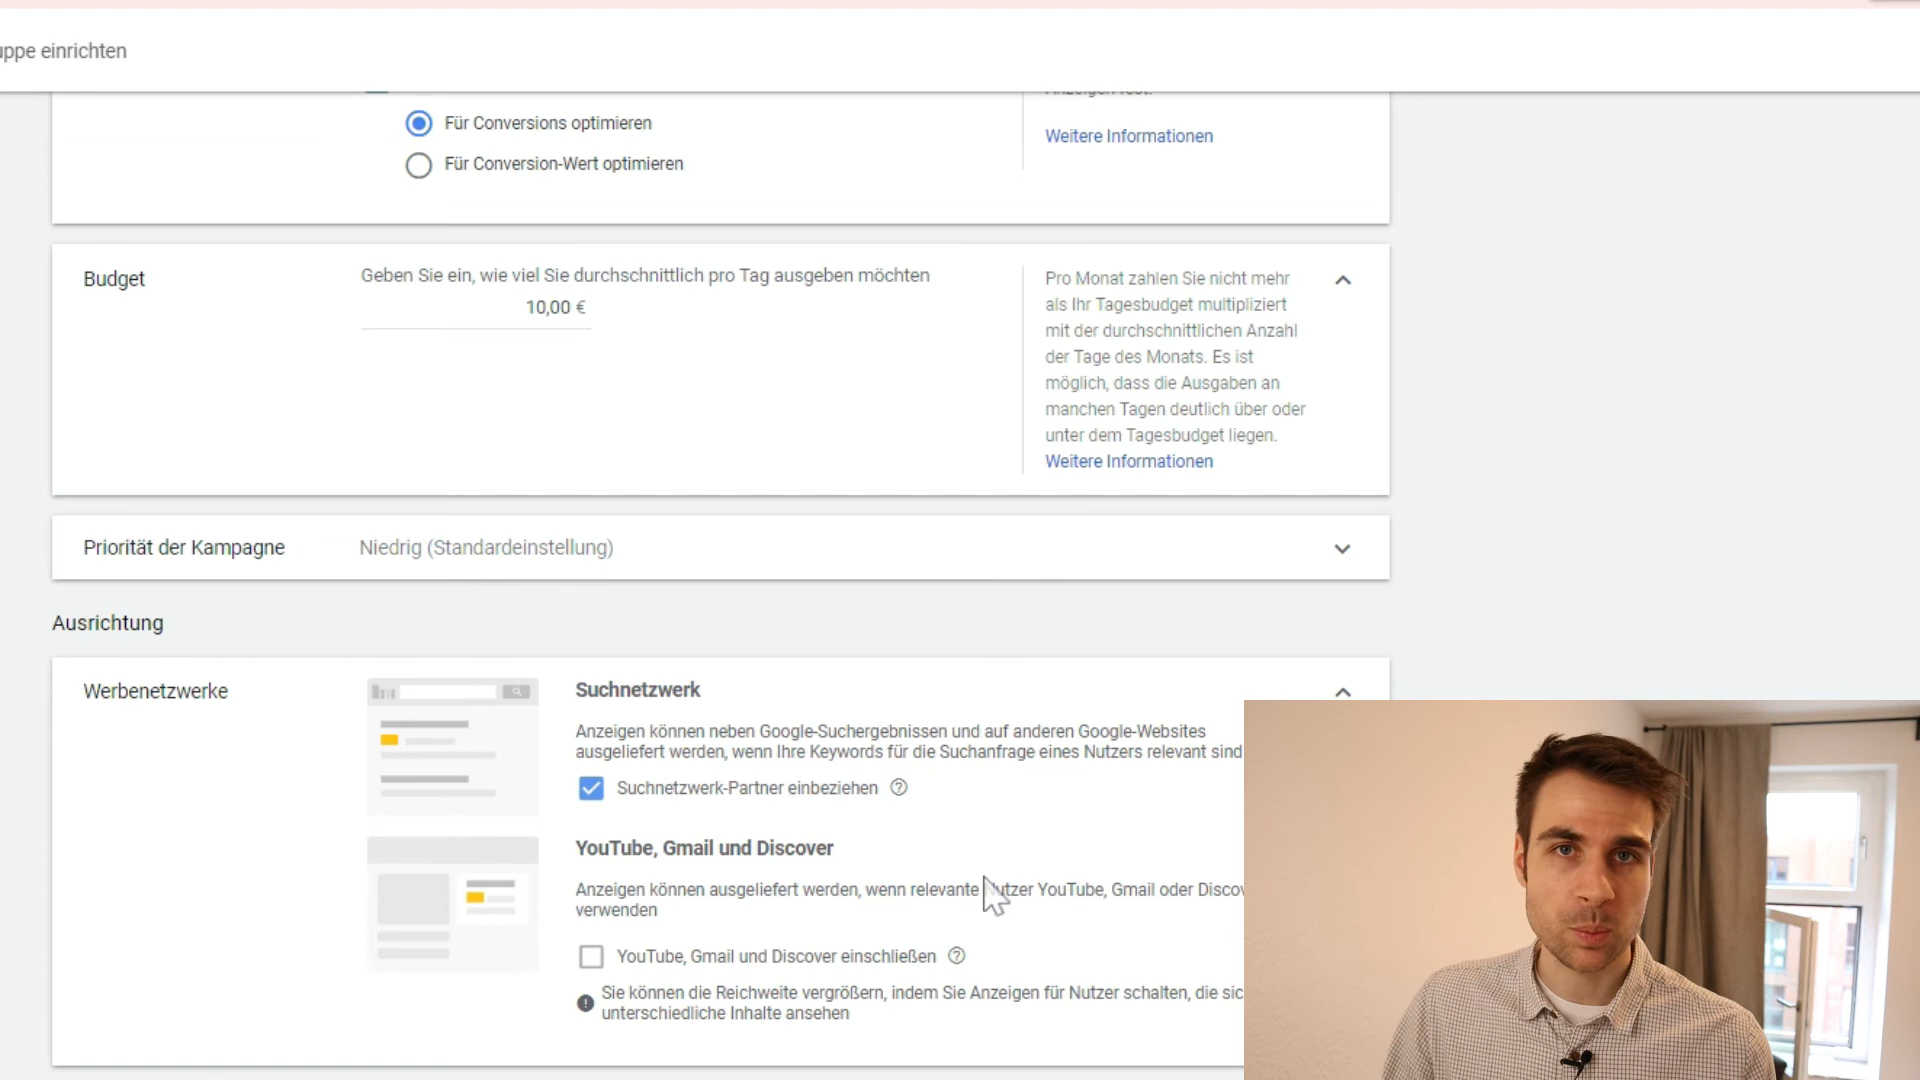 uppe einrichten
Anzeigen fest.
Für Conversions optimieren
Weitere Informationen
Für Conversion-Wert optimieren
Budget
Geben Sie ein, wie viel Sie durchschnittlich pro Tag ausgeben möchten
10,00 €
Pro Monat zahlen Sie nicht mehr
als Ihr Tagesbudget multipliziert
mit der durchschnittlichen Anzahl
der Tage des Monats. Es ist
möglich, dass die Ausgaben an
manchen Tagen deutlich über oder
unter dem Tagesbudget liegen.
Weitere Informationen
Priorität der Kampagne
Niedrig (Standardeinstellung)
Ausrichtung
Werbenetzwerke
Suchnetzwerk
Anzeigen können neben Google-Suchergebnissen und auf anderen Google-Websites
ausgeliefert werden, wenn Ihre Keywords für die Suchanfrage eines Nutzers relevant sind
Suchnetzwerk-Partner einbeziehen
YouTube, Gmail und Discover
Anzeigen können ausgeliefert werden, wenn relevante Nutzer YouTube, Gmail oder Discov
verwenden
YouTube, Gmail und Discover einschließen
Sie können die Reichweite vergrößern, indem Sie Anzeigen für Nutzer schalten, die sic
unterschiedliche Inhalte ansehen